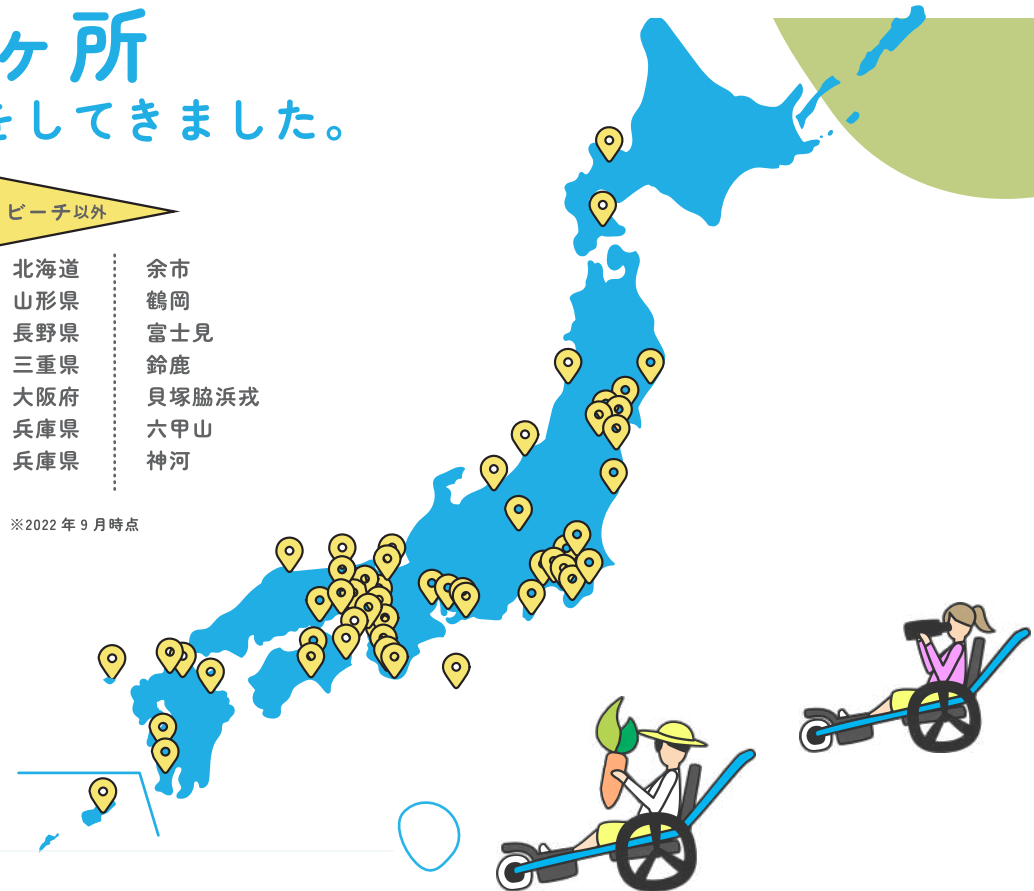 ヶ所
をしてきました。
ビーチ以外
北海道 余市
山形県 鶴岡
長野県 富士見
三重県 鈴鹿
大阪府 貝塚脇浜戎
兵庫県 六甲山
兵庫県 神河
※2022年9月時点